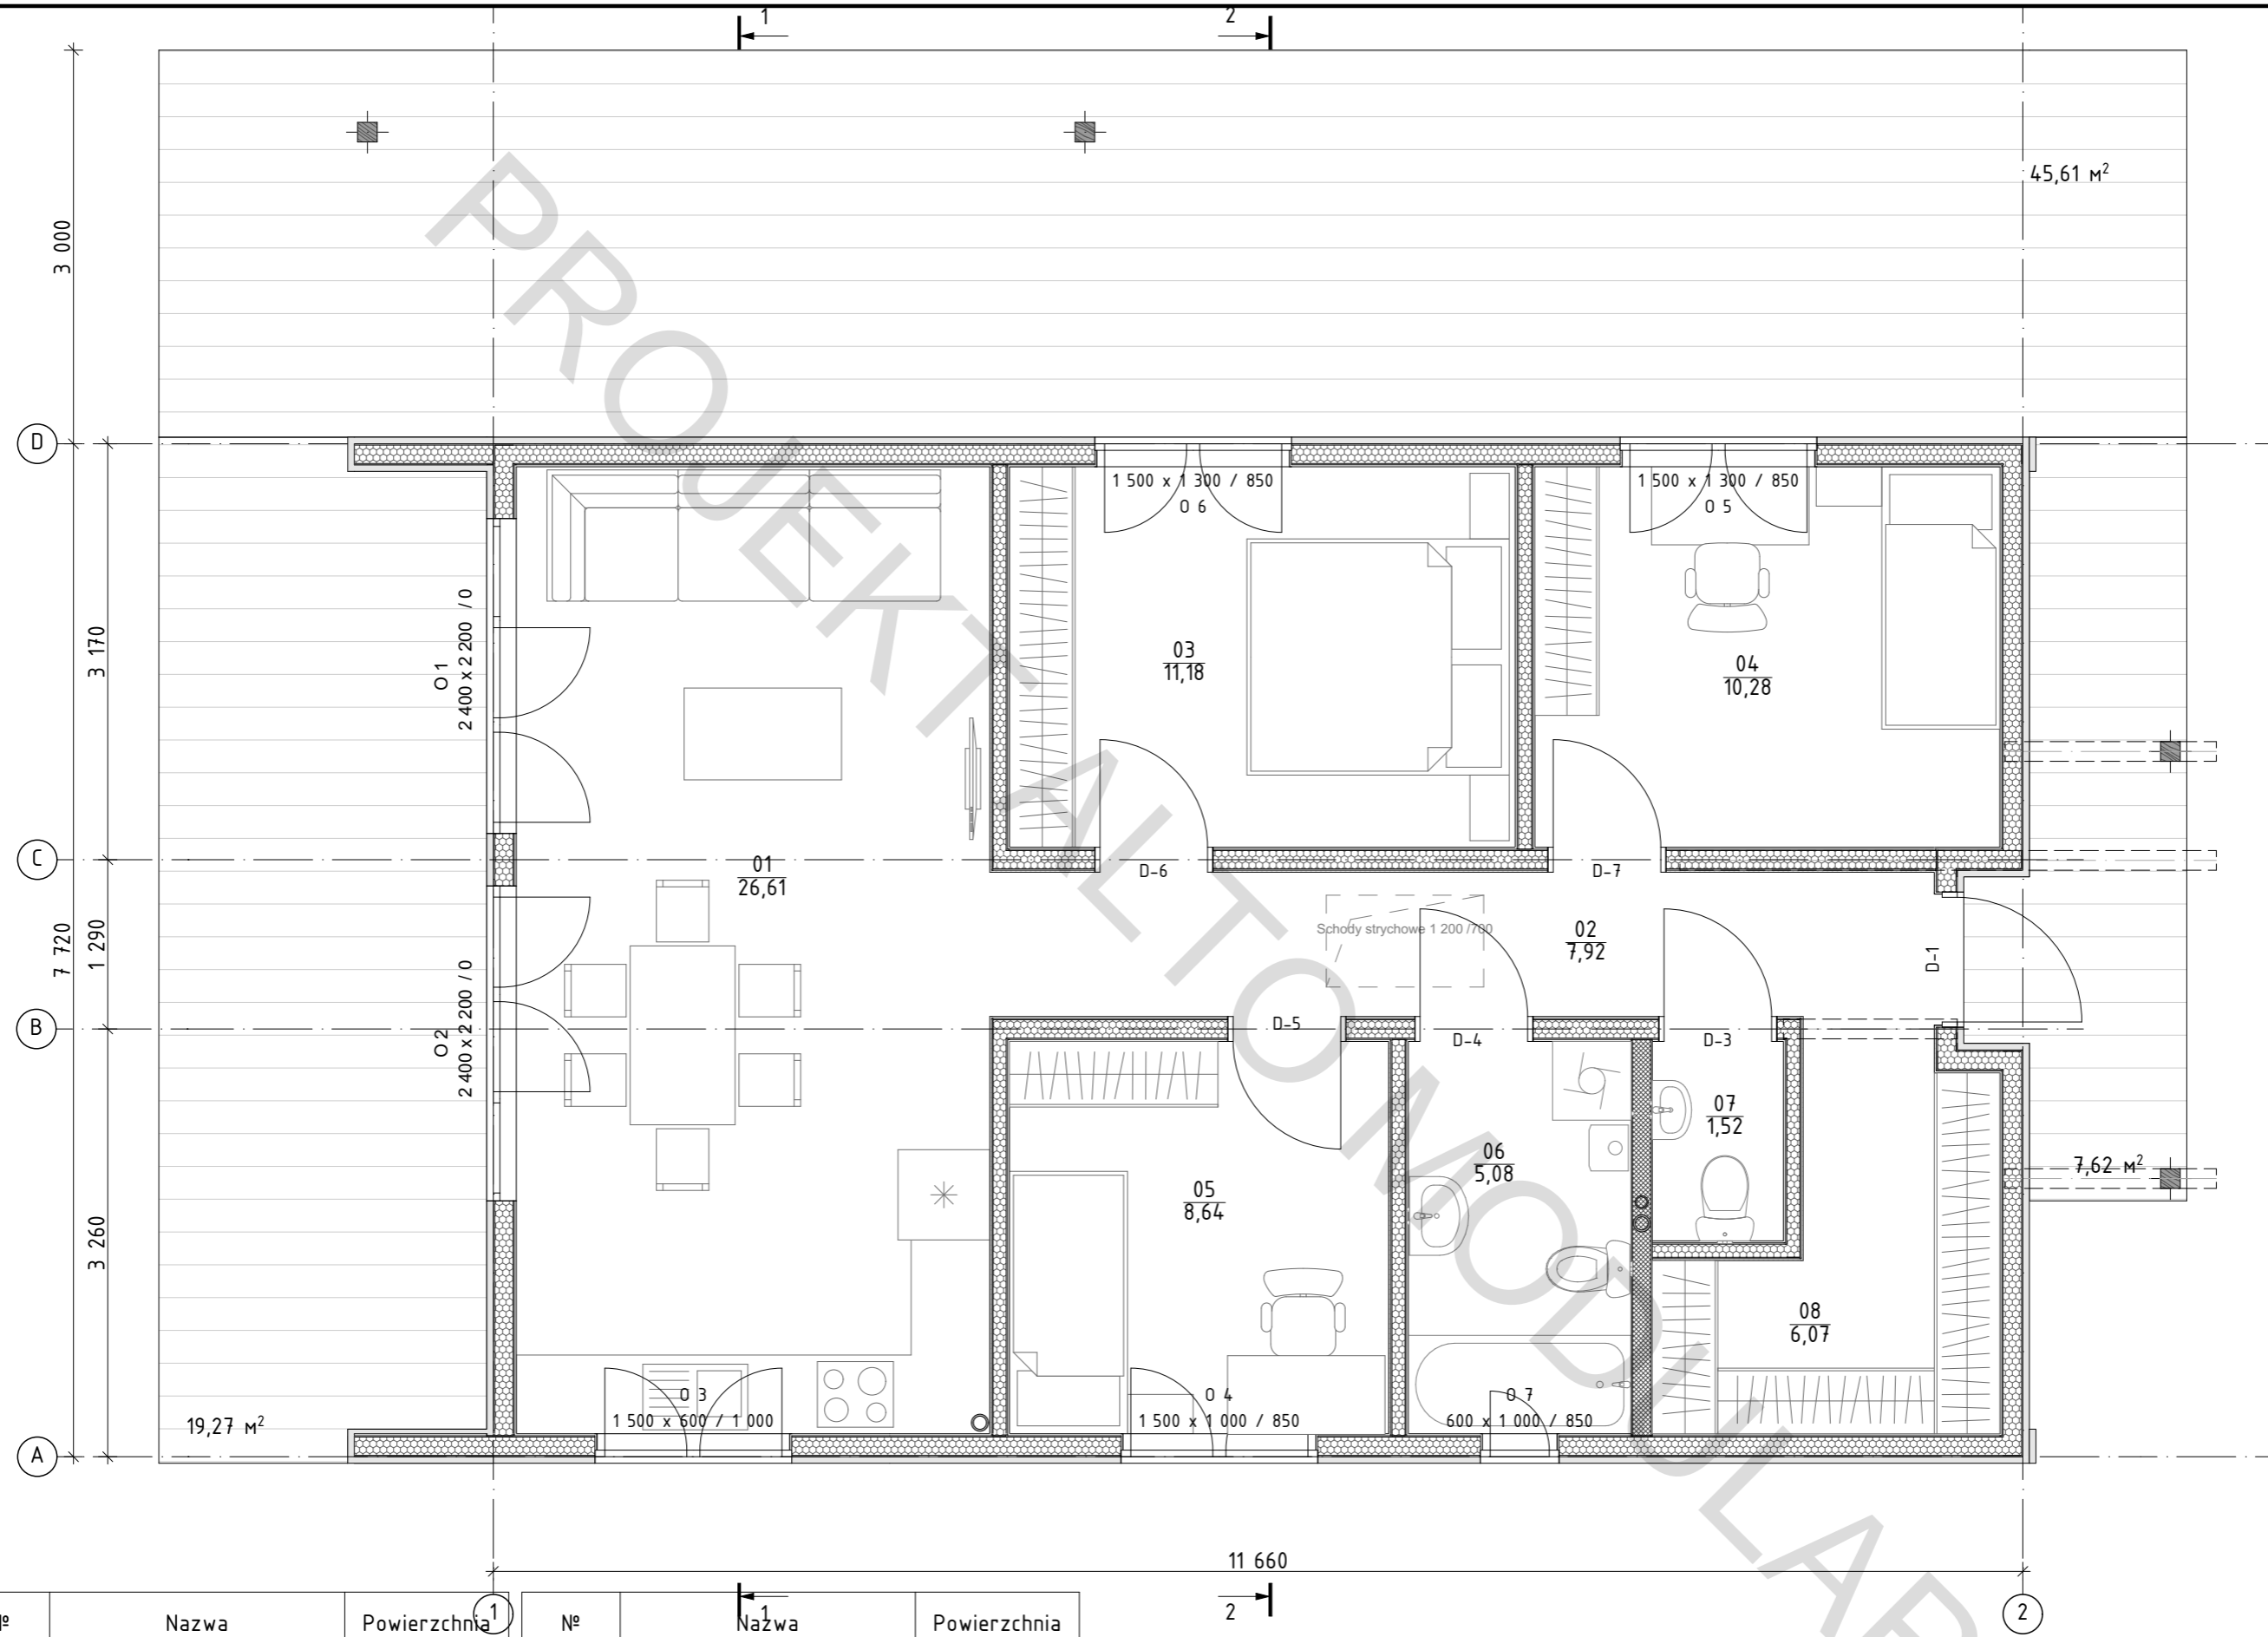 1
2
45,61 м²
3 000
D
1 500 x 1 300 / 850
O 6
1 500 x 1 300 / 850
O 5
O 1
2 400 x 2 200 / 0
3 170
03
11,18
04
10,28
C
01
26,61
D-6
D-7
7 720
1 290
Schody strychowe 1 200 /700
02
7,92
D-1
B
O 2
2 400 x 2 200 / 0
D-5
D-4
D-3
07
1,52
06
5,08
7,62 м²
05
8,64
3 260
08
6,07
O 3
1 500 x 600 / 1 000
O 4
1 500 x 1 000 / 850
O 7
600 x 1 000 / 850
19,27 м²
A
11 660
1
2
1
2
№ Nazwa Powierzchnia
№ Nazwa Powierzchnia
PROJEKT ALTO MODULAR